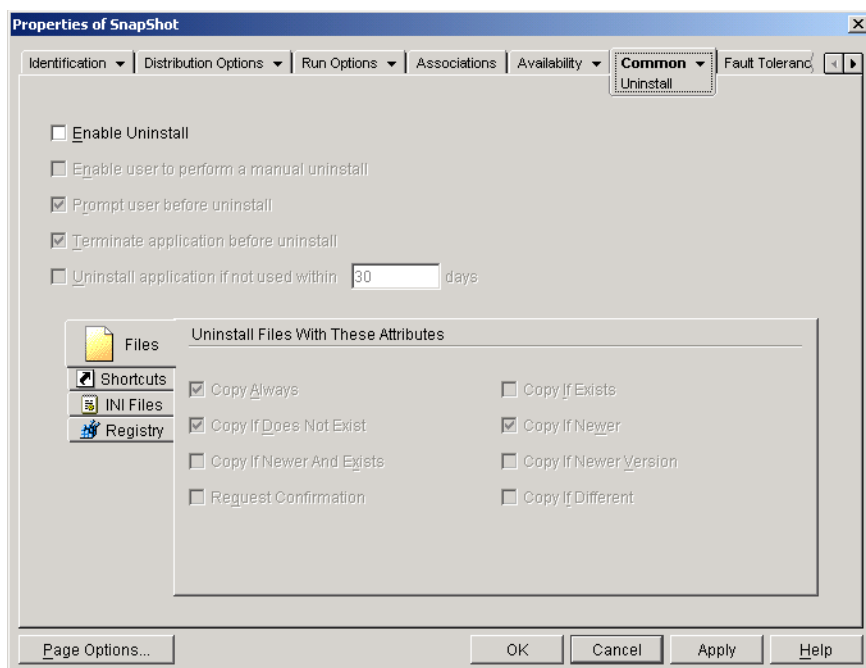 Properties of SnapShot
Identification
Distribution Options
Run Options
Associations
Availability
Common
Uninstall
Enable Uninstall
Enable user to perform a manual uninstall
Prompt user before uninstall
Terminate application before uninstall
Uninstall application if not used within 30 days
Files
Shortcuts
INI Files
Registry
Uninstall Files With These Attributes
Copy Always
Copy If Exists
Copy If Does Not Exist
Copy If Newer
Copy If Newer And Exists
Copy If Newer Version
Request Confirmation
Copy If Different
Page Options...
OK
Cancel
Apply
Help